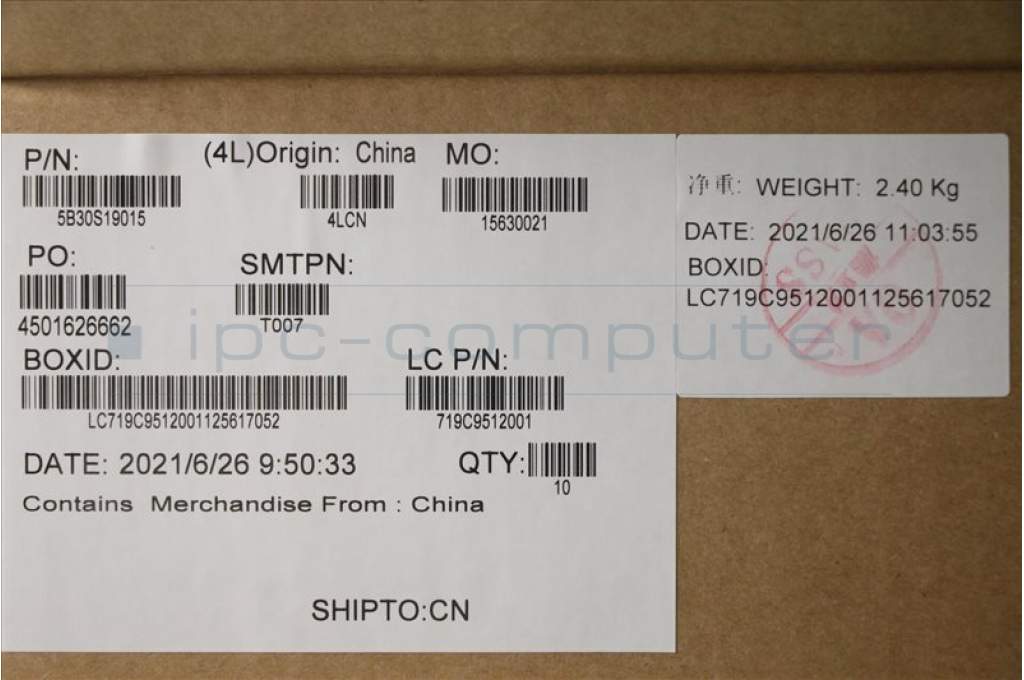 P/N:
5B30S19015
(4L)Origin: China
4LCN
MO:
15630021
PO:
4501626662
SMTPN:
T007
BOXID:
LC719C9512001125617052
LC P/N:
719C9512001
DATE: 2021/6/26 9:50:33
QTY:
10
Contains Merchandise From : China
SHIPTO:CN
净重: WEIGHT: 2.40 Kg
DATE: 2021/6/26 11:03:55
BOXID:
LC719C9512001125617052
ipc-computer